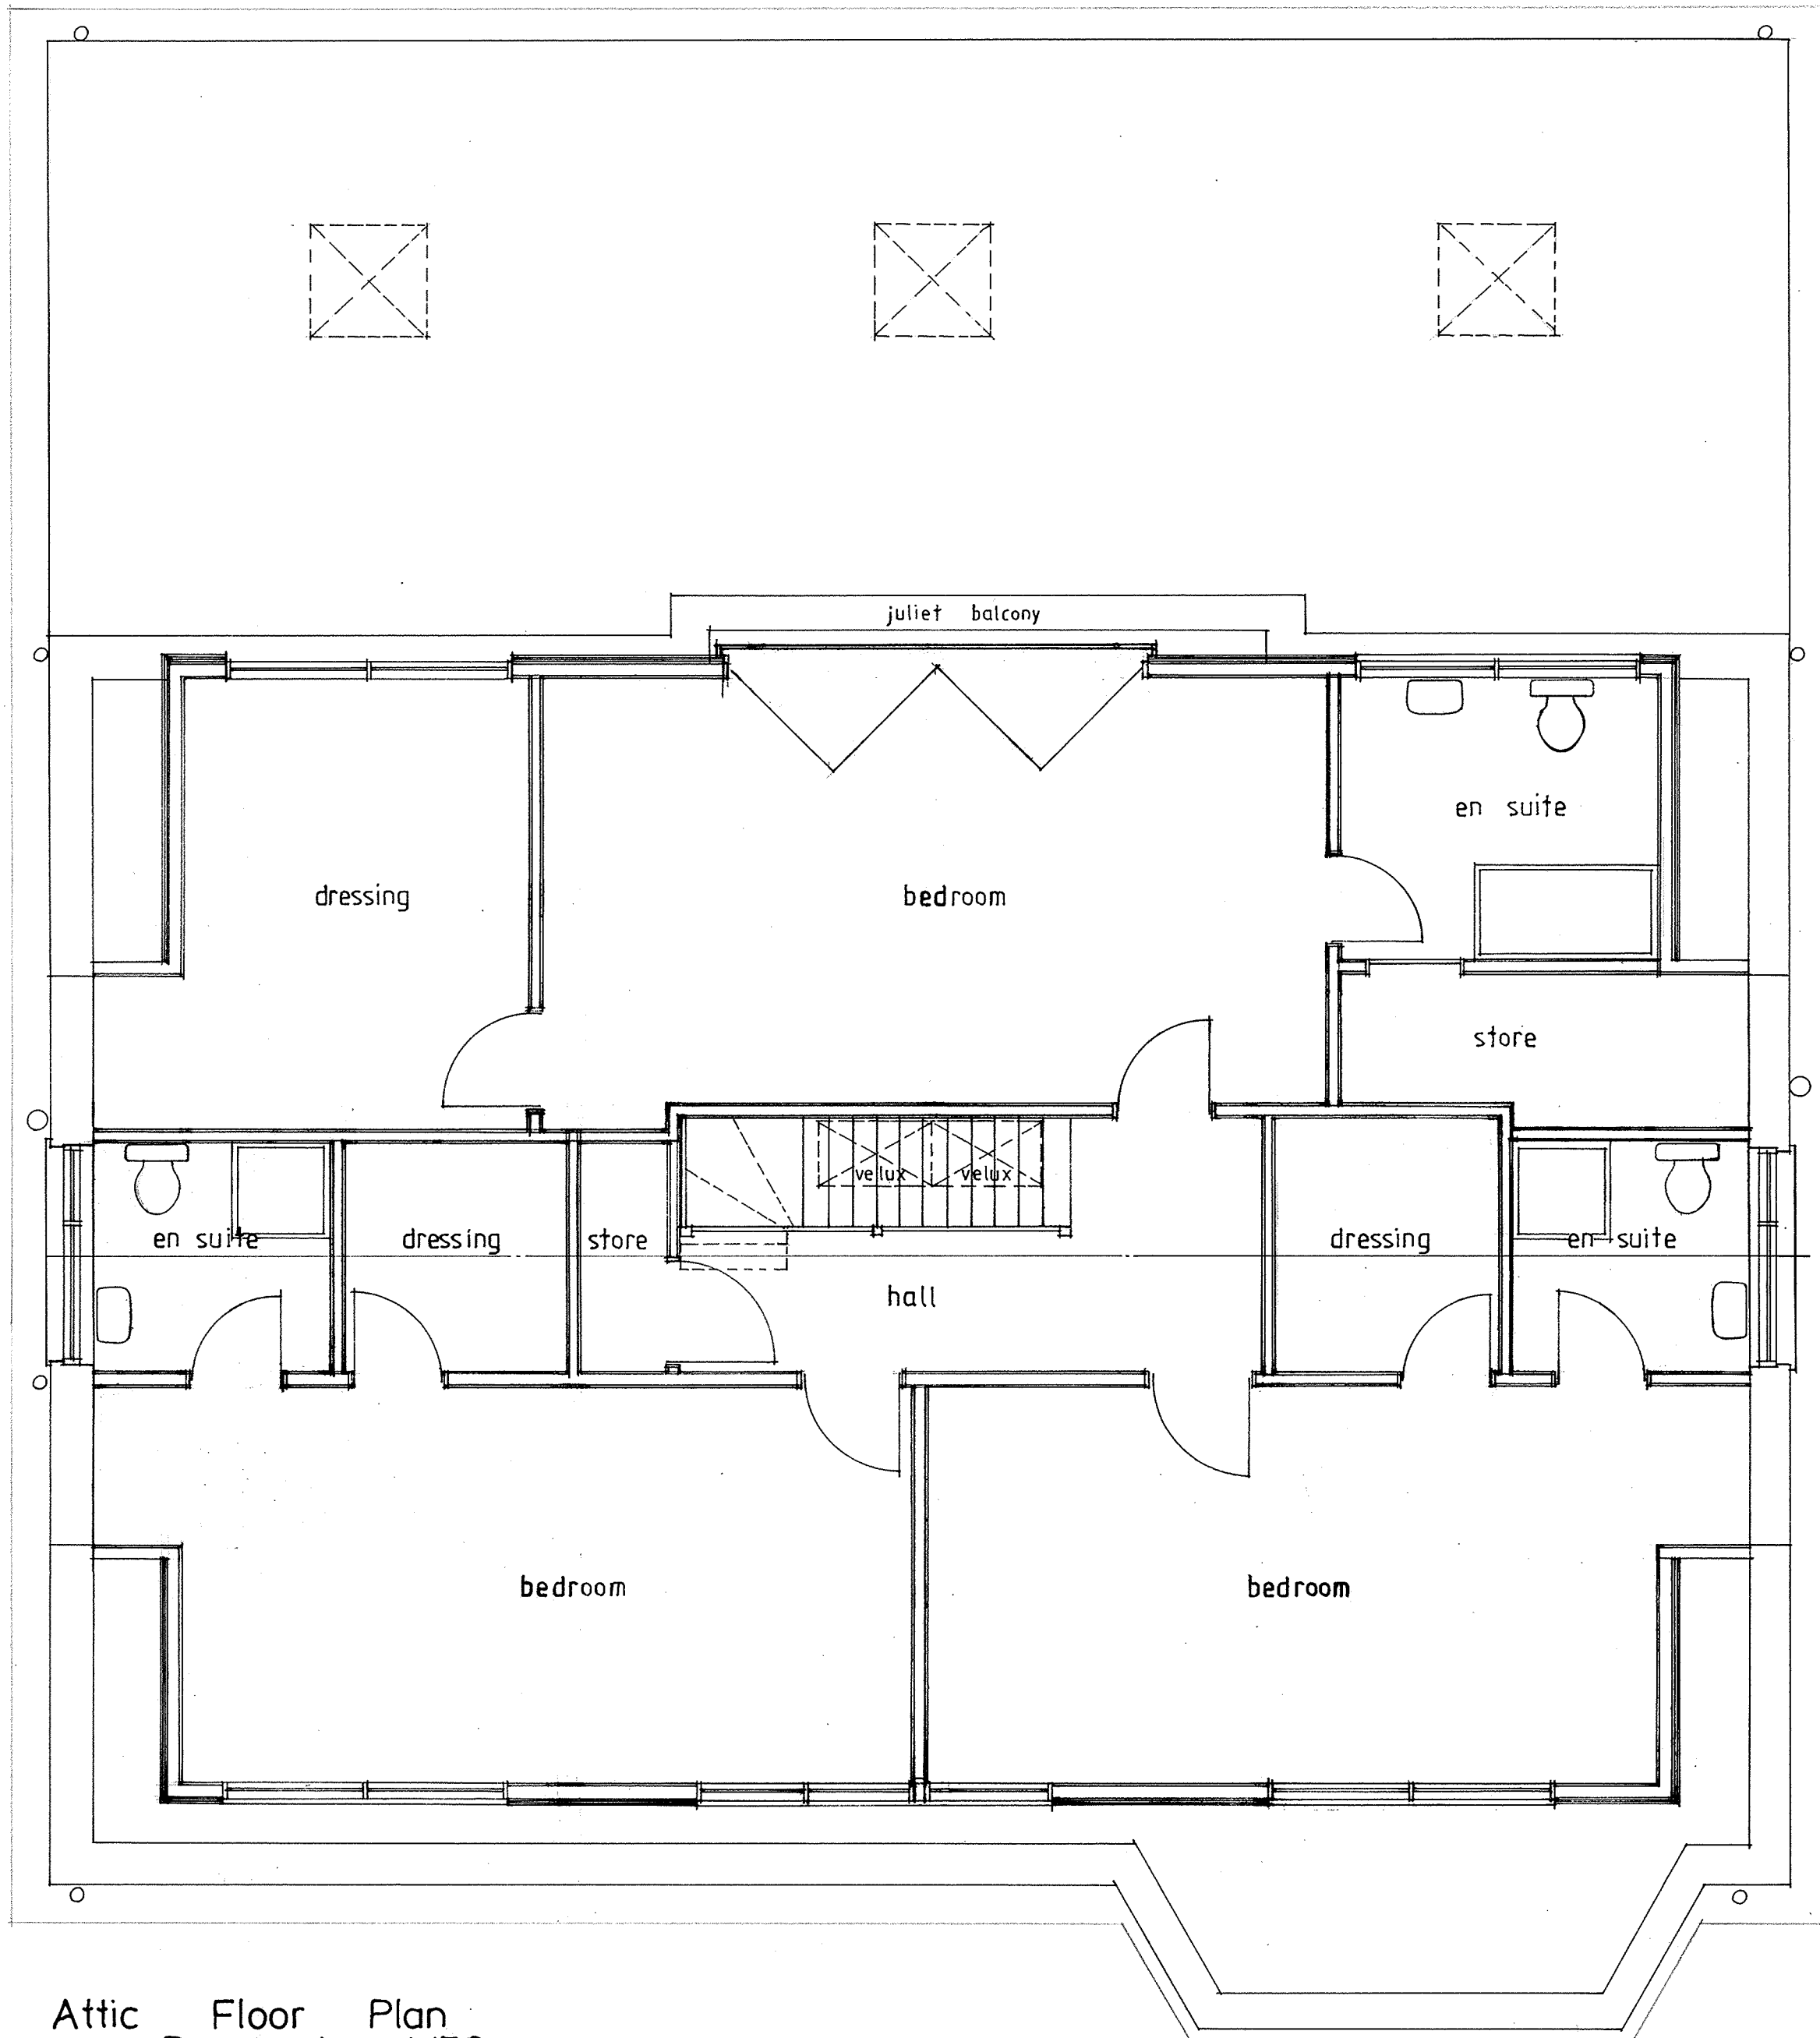 juliet balcony
en suite
dressing
bedroom
store
velux velux
en suite
dressing
store
dressing
en suite
hall
bedroom
bedroom
Attic Floor Plan